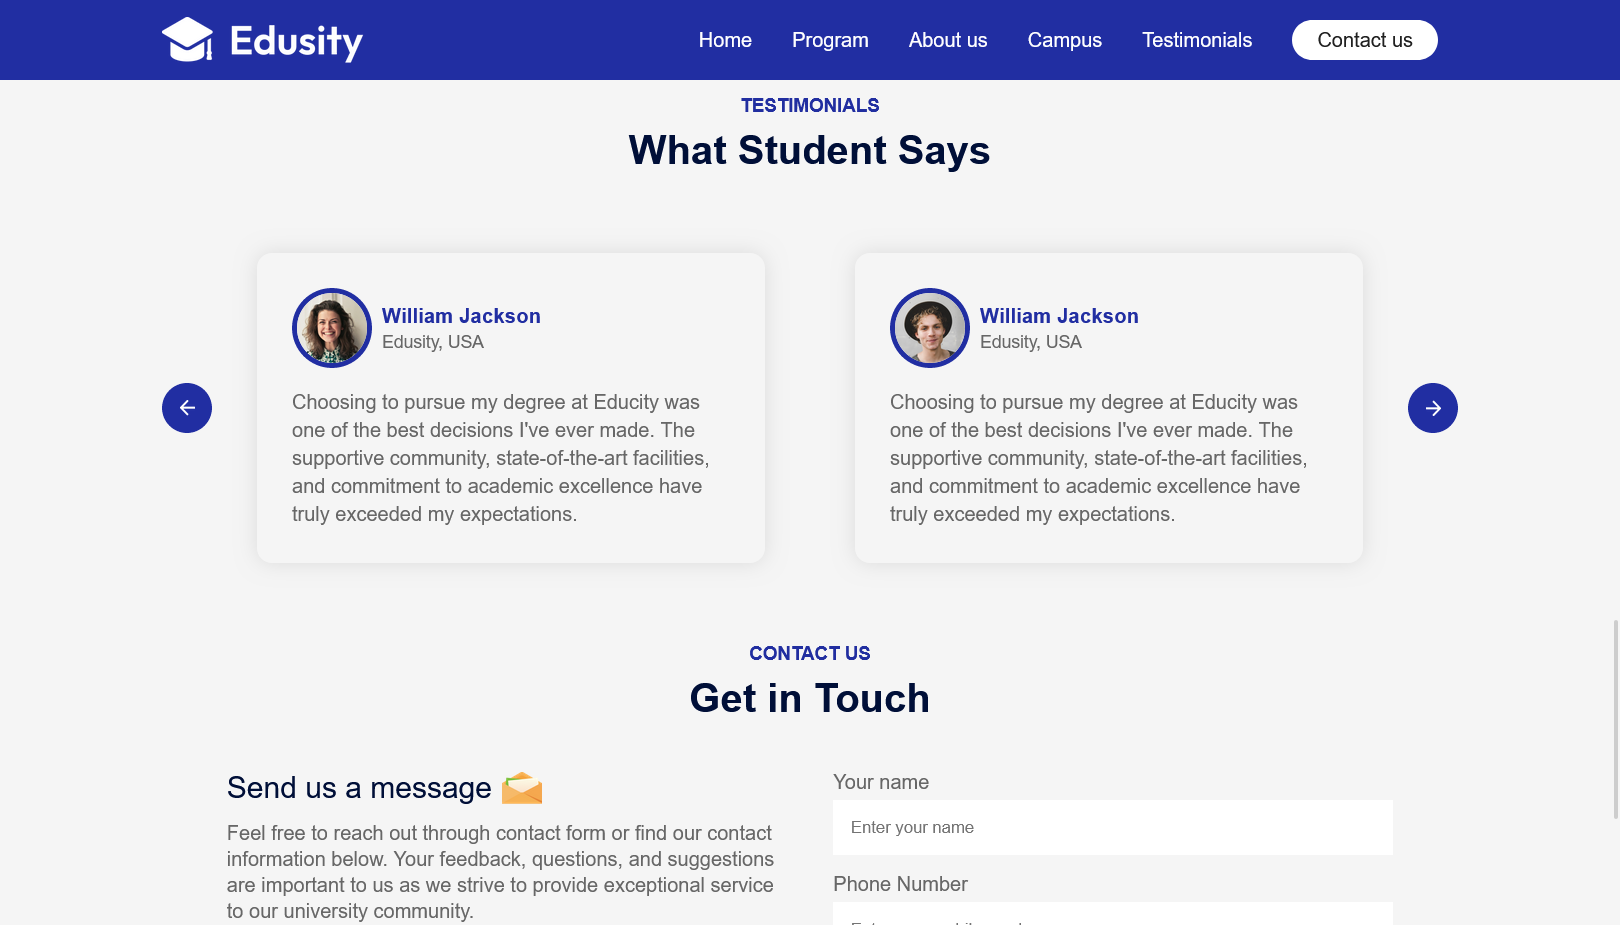 Edusity
Home Program About us Campus Testimonials Contact us
TESTIMONIALS
What Student Says
William Jackson
Edusity, USA
Choosing to pursue my degree at Educity was
one of the best decisions I've ever made. The
supportive community, state-of-the-art facilities,
and commitment to academic excellence have
truly exceeded my expectations.
William Jackson
Edusity, USA
Choosing to pursue my degree at Educity was
one of the best decisions I've ever made. The
supportive community, state-of-the-art facilities,
and commitment to academic excellence have
truly exceeded my expectations.
CONTACT US
Get in Touch
Send us a message
Feel free to reach out through contact form or find our contact
information below. Your feedback, questions, and suggestions
are important to us as we strive to provide exceptional service
to our university community.
Your name
Enter your name
Phone Number